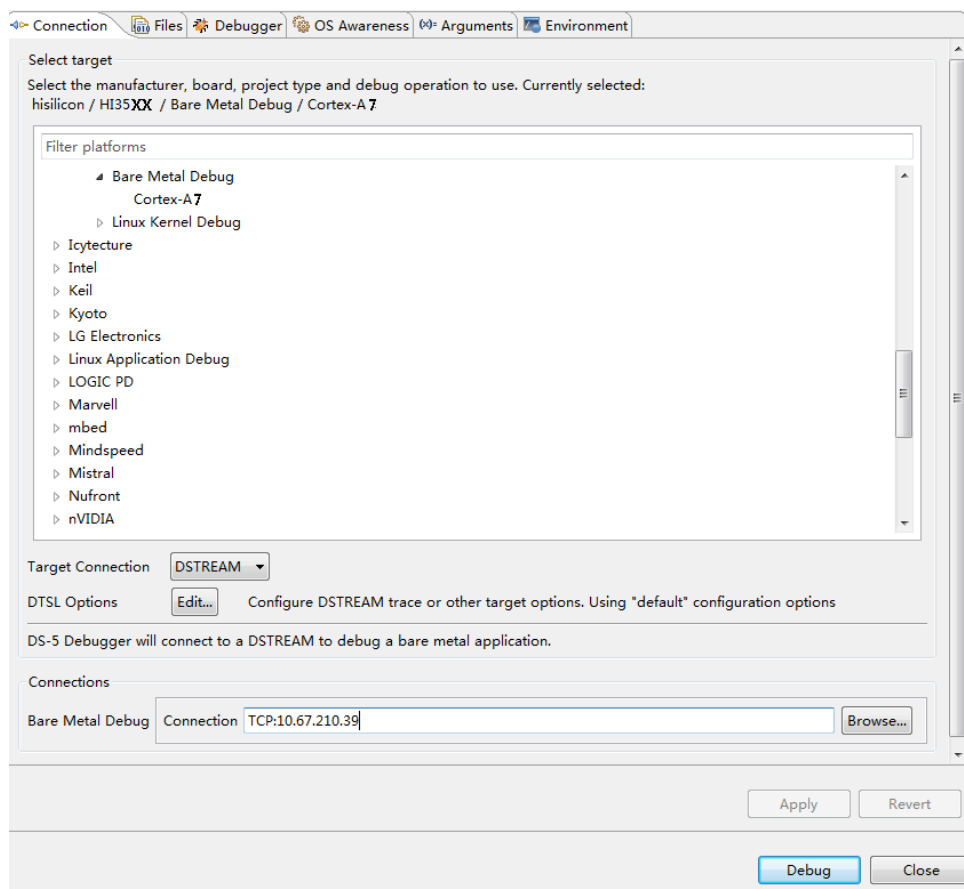 Connection Files Debugger OS Awareness Arguments Environment
Select target
Select the manufacturer, board, project type and debug operation to use. Currently selected:
hisilicon / HI35XX / Bare Metal Debug / Cortex-A7
Filter platforms
Bare Metal Debug
Cortex-A7
Linux Kernel Debug
Icytecture
Intel
Keil
Kyoto
LG Electronics
Linux Application Debug
LOGIC PD
Marvell
mbed
Mindspeed
Mistral
Nufront
nVIDIA
Target Connection DSTREAM
DTSL Options Edit... Configure DSTREAM trace or other target options. Using "default" configuration options
DS-5 Debugger will connect to a DSTREAM to debug a bare metal application.
Connections
Bare Metal Debug Connection TCP:10.67.210.39 Browse...
Apply Revert
Debug Close